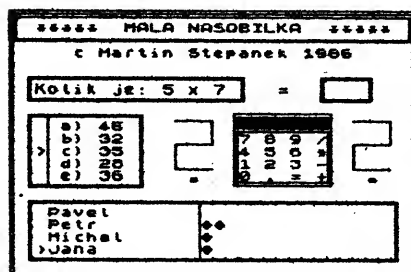 ***** MALA NASOBILKA *****
c Martin Stepanek 1986
Kolik je: 5 x 7 =
a) 45
b) 32
> c) 35
d) 28
e) 36
7 8 9 /
4 5 6 *
1 2 3 -
0 . = +
= =
Pavel
Petr ◆◆
Michal ◆
>Jana ◆